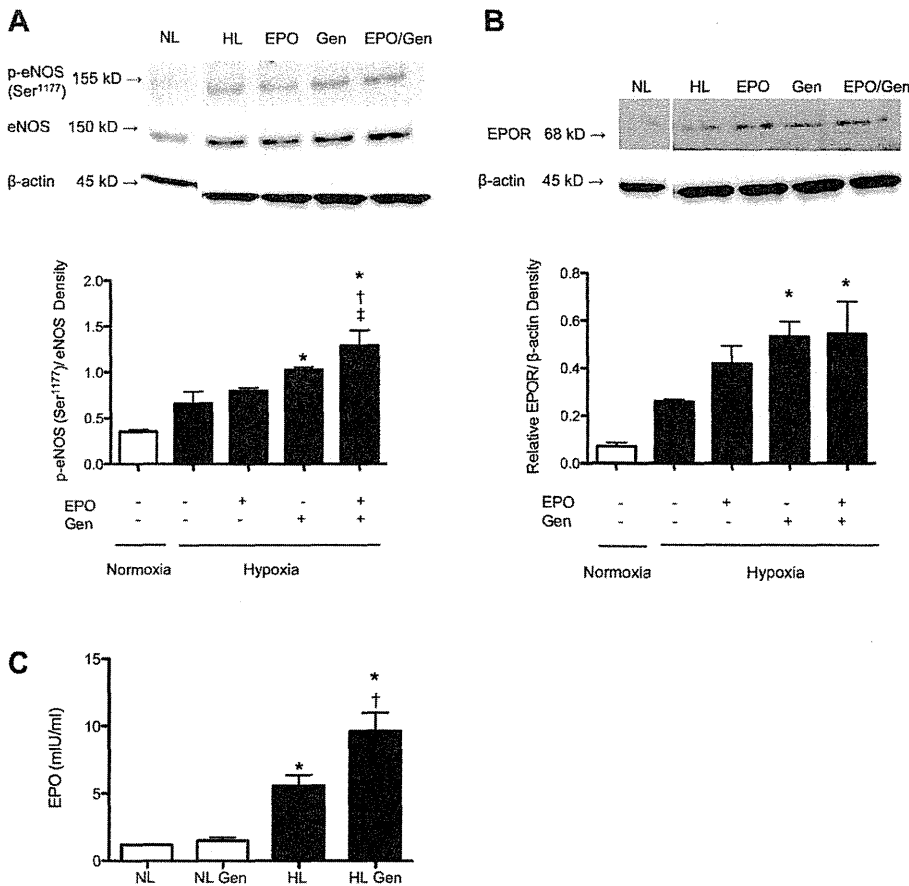 A
NL HL EPO Gen EPO/Gen
p-eNOS (Ser1177) 155 kD →
eNOS 150 kD →
β-actin 45 kD →
p-eNOS (Ser1177)/eNOS Density
2.0
1.5
1.0
0.5
0.0
*
*
†
‡
EPO - - + - +
Gen - - - + +
Normoxia Hypoxia
B
NL HL EPO Gen EPO/Gen
EPOR 68 kD →
β-actin 45 kD →
Relative EPOR/ β-actin Density
0.8
0.6
0.4
0.2
0.0
* *
EPO - - + - +
Gen - - - + +
Normoxia Hypoxia
C
EPO (mIU/ml)
15
10
5
0
*
*
†
NL NL Gen HL HL Gen